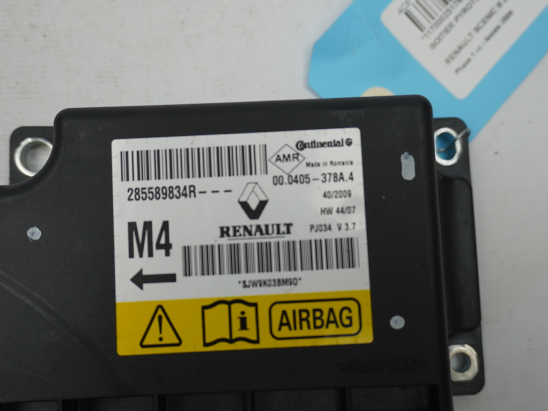 RENAULT SCENIC
Continental
AMR
Made in Romania
285589834R---
00.0405-378A.4
40/2009
HW 44/07
RENAULT
PJ034 V 3.7
M4
*SJW9K03BM9O*
AIRBAG